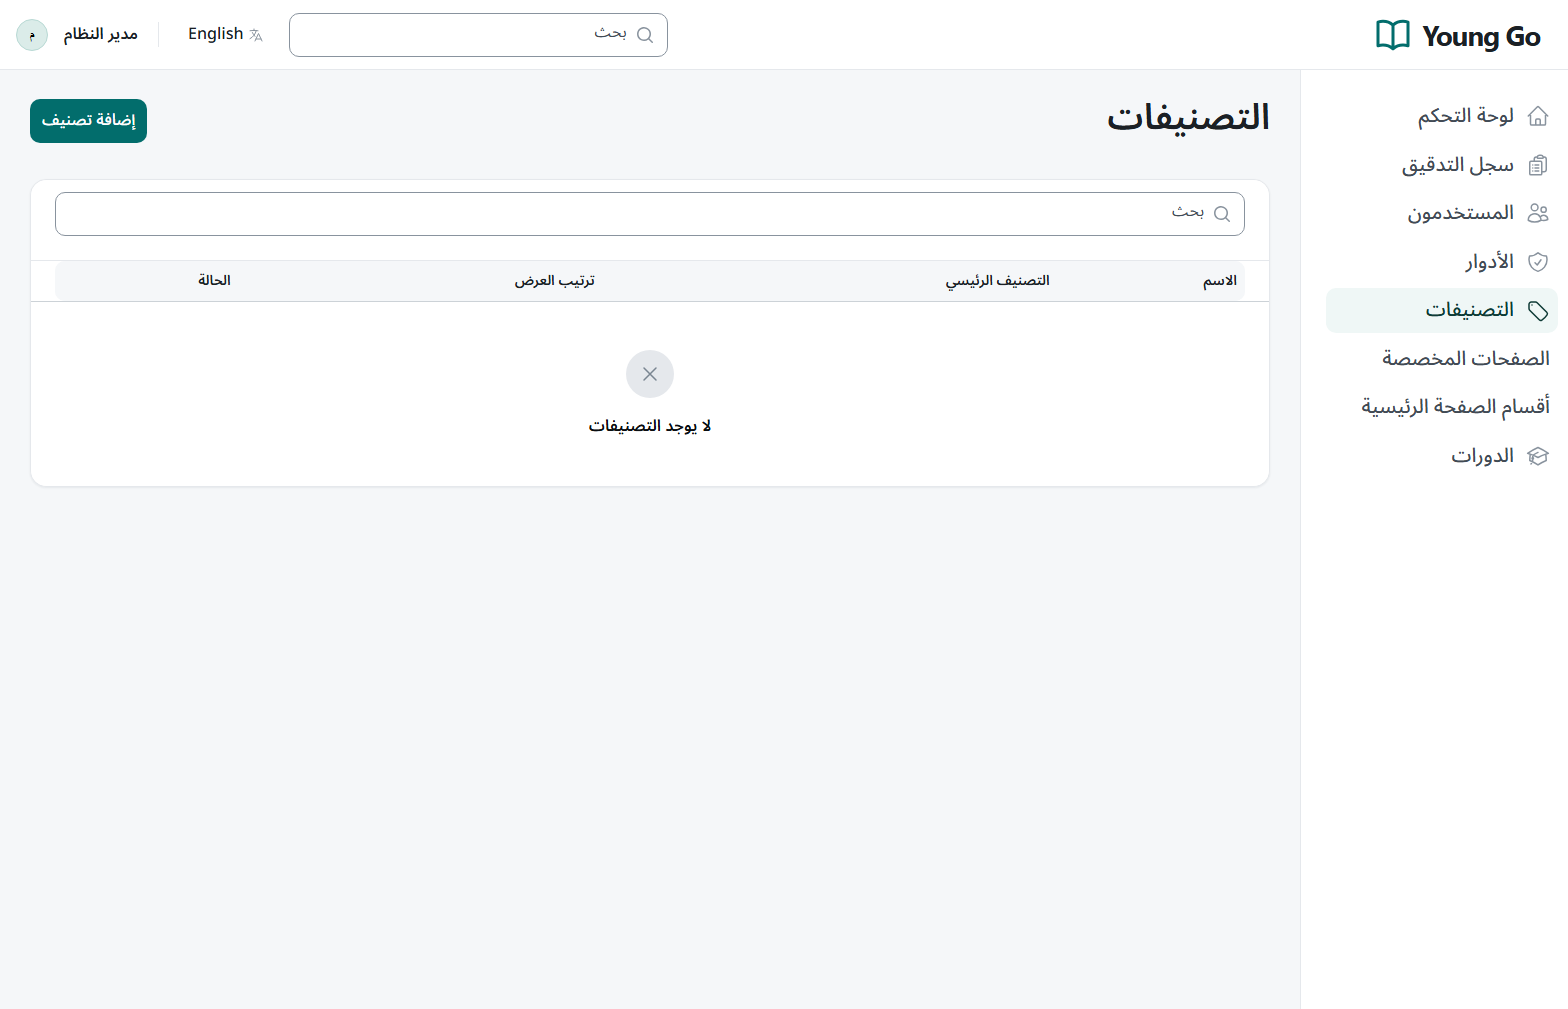 Young Go
بحث
English
مدير النظام
م
لوحة التحكم
سجل التدقيق
المستخدمون
الأدوار
التصنيفات
الصفحات المخصصة
أقسام الصفحة الرئيسية
الدورات
التصنيفات
إضافة تصنيف
بحث
الاسم التصنيف الرئيسي ترتيب العرض الحالة
لا يوجد التصنيفات